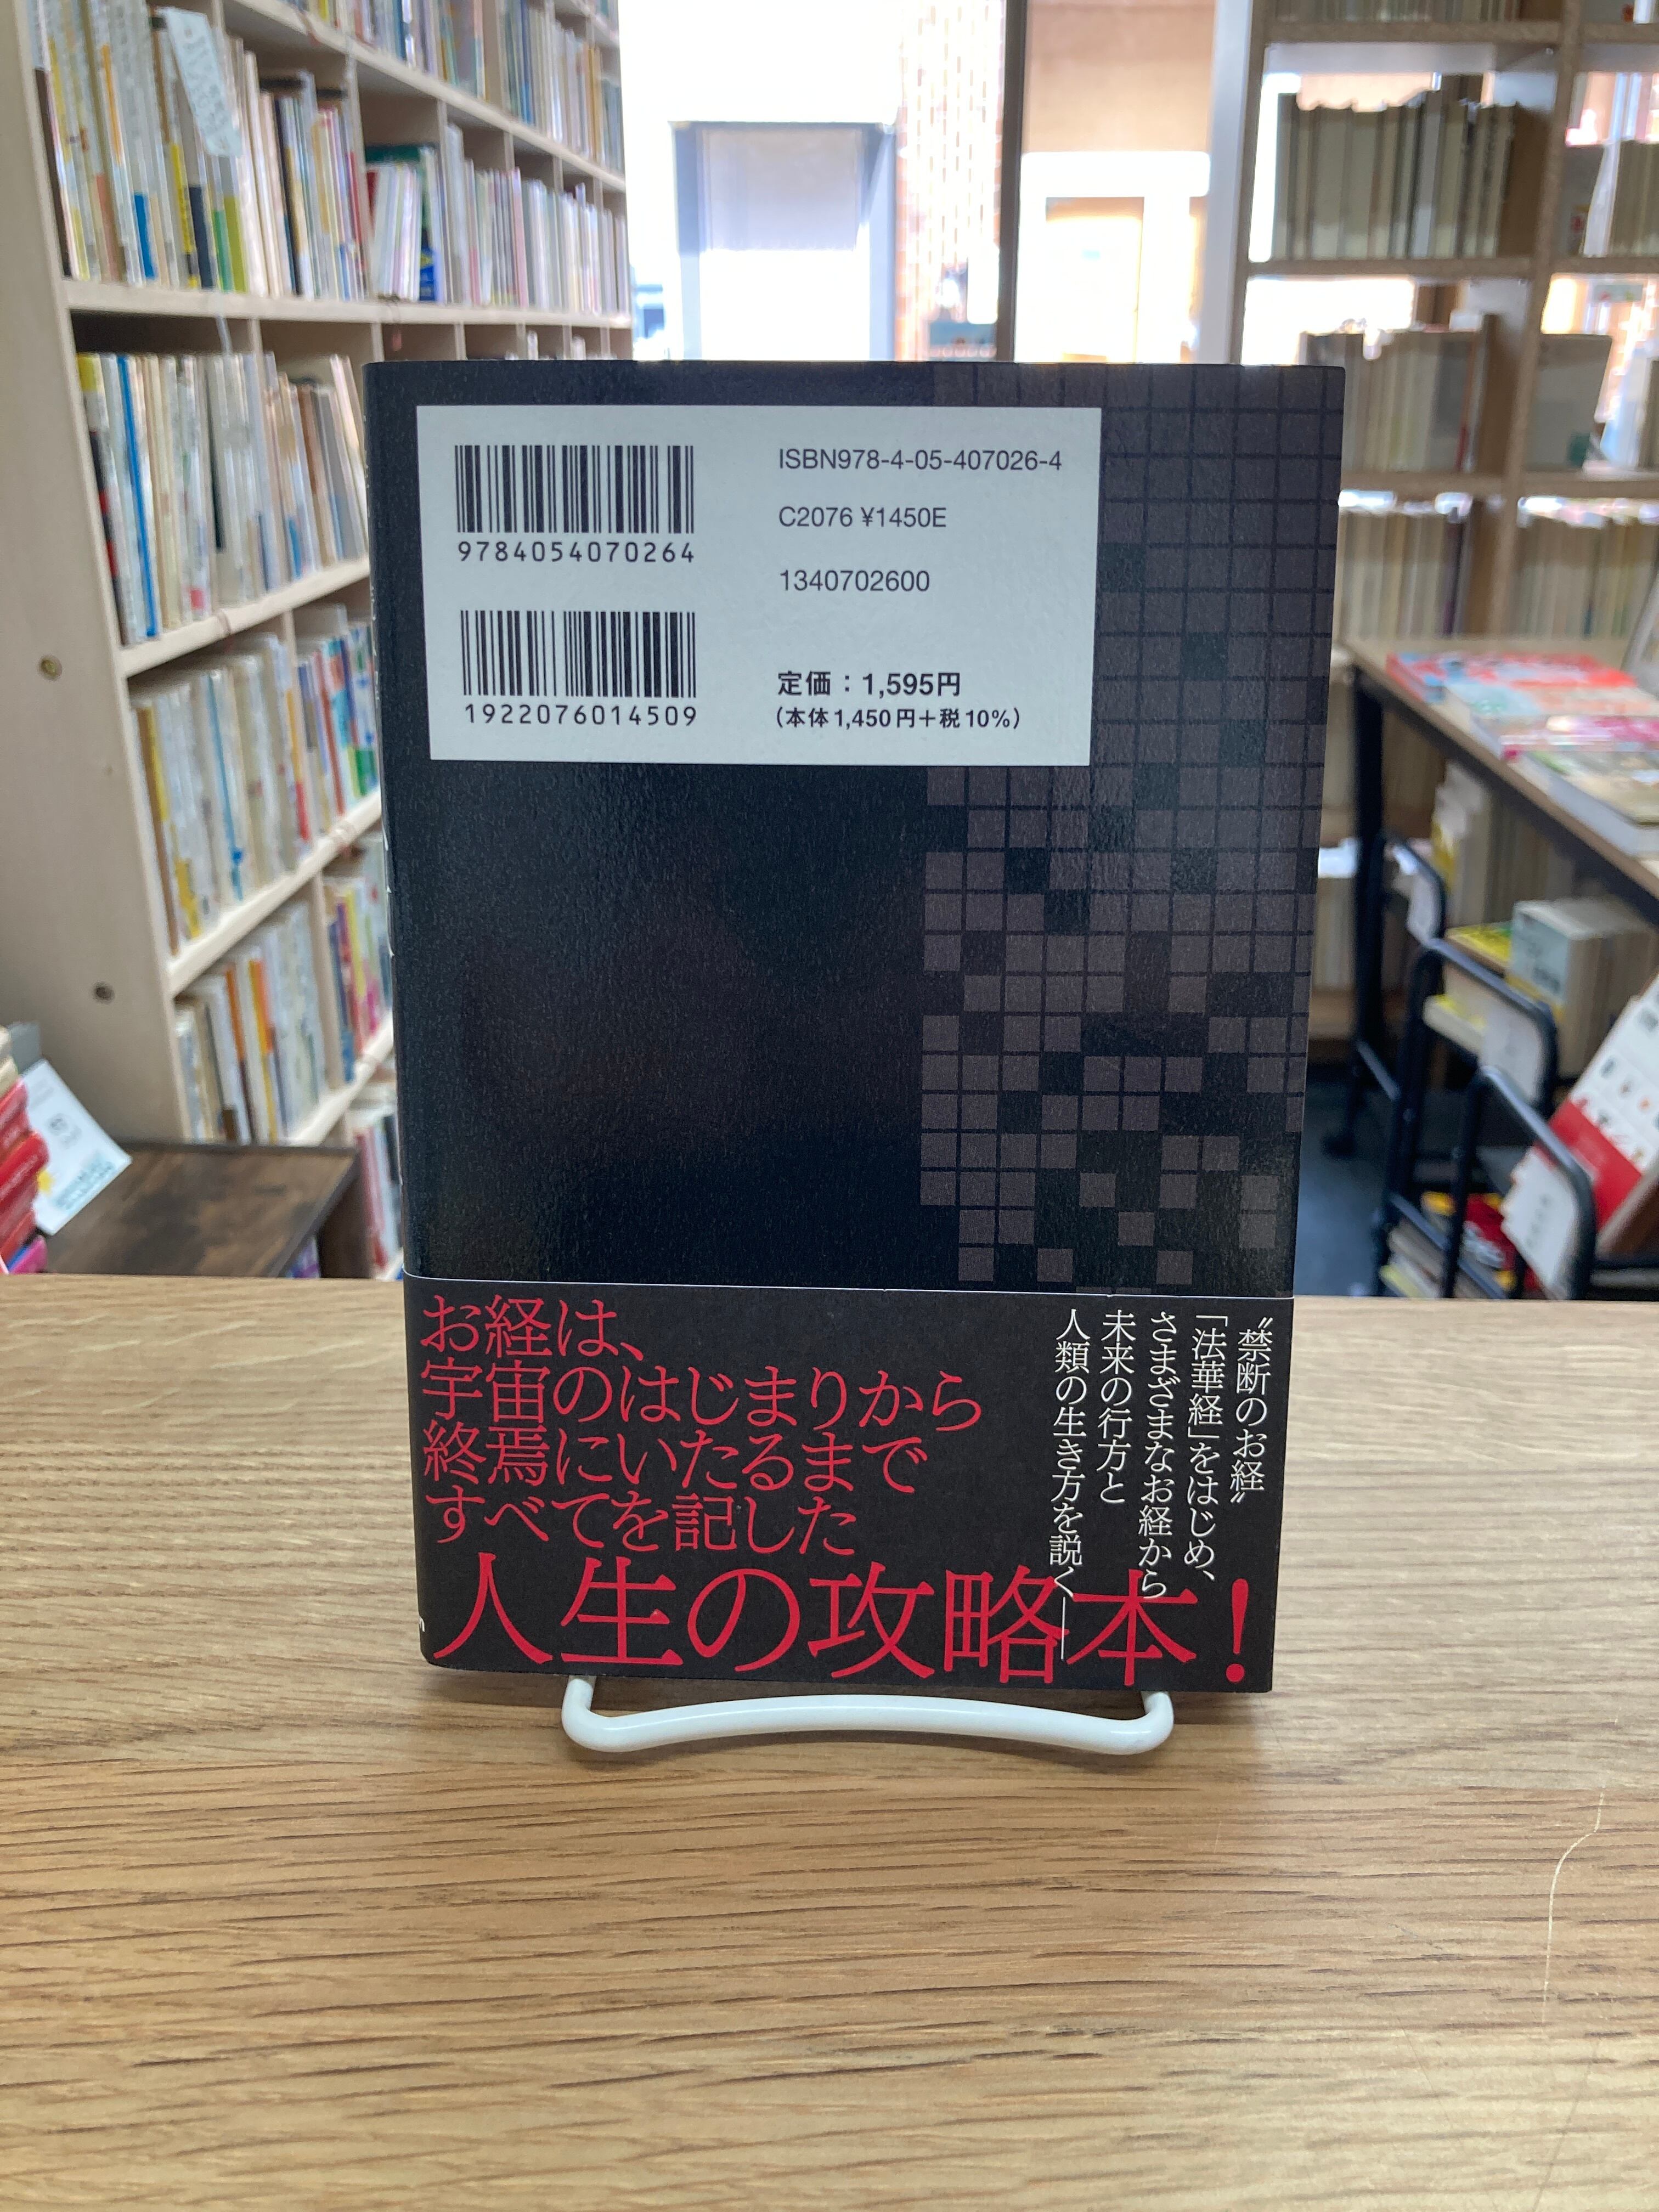 ISBN978-4-05-407026-4
C2076 ¥1450E
1340702600
定価：1,595円
（本体1,450円＋税10%）
9784054070264
1922076014509
〝禁断のお経〟
「法華経」をはじめ、
さまざまなお経から
未来の行方と
人類の生き方を説く――
お経は、
宇宙のはじまりから
終焉にいたるまで
すべてを記した
人生の攻略本！